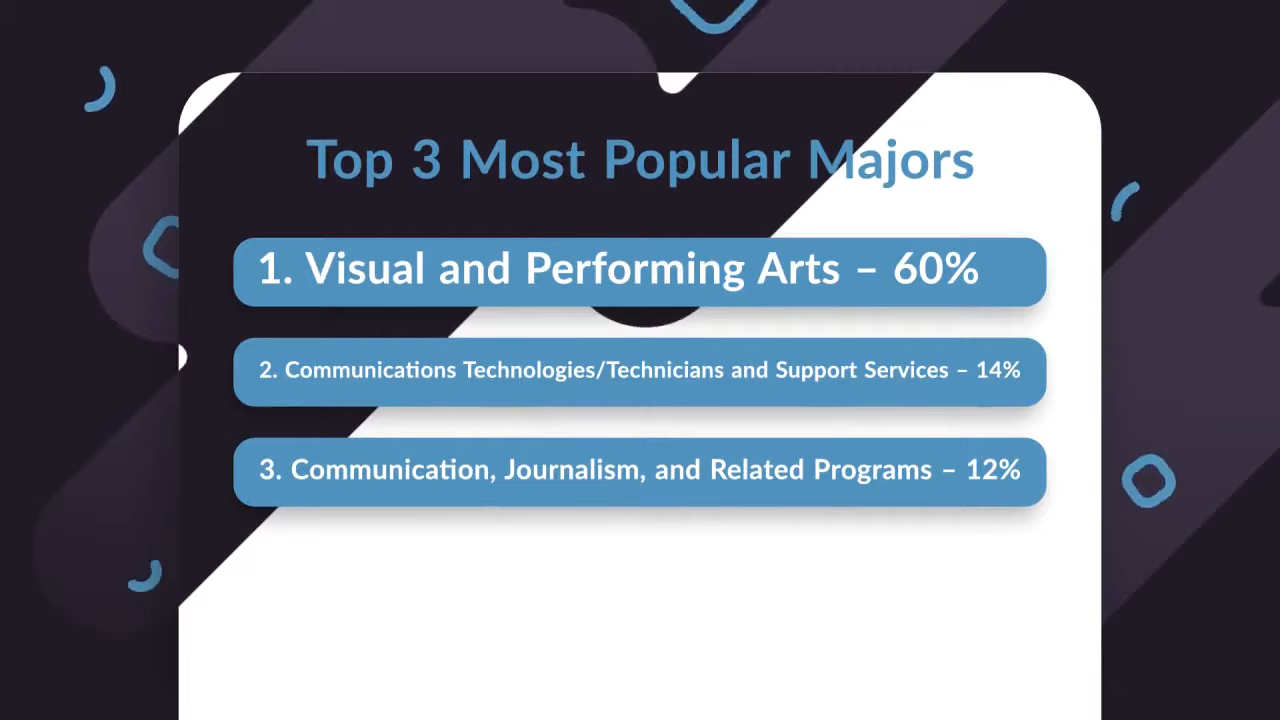 Top 3 Most Popular Majors
1. Visual and Performing Arts – 60%
2. Communications Technologies/Technicians and Support Services – 14%
3. Communication, Journalism, and Related Programs – 12%